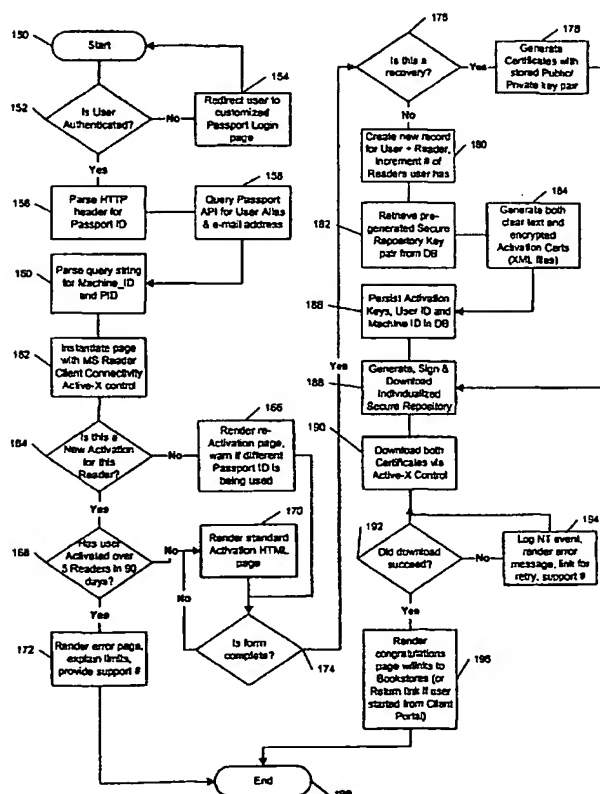 150
Start
154
Redirect user to
customized
Passport Login
page
152
Is User
Authenticated?
No
Yes
156
Parse HTTP
header for
Passport ID
158
Query Passport
API for User Alias
& e-mail address
160
Parse query string
for Machine_ID
and PID
162
Instantiate page
with MS Reader
Client Connectivity
Active-X control
164
Is this a
New Activation
for this
Reader?
No
166
Render re-
Activation page,
warn if different
Passport ID is
being used
Yes
168
Has user
Activated over
5 Readers in 90
days?
No
170
Render standard
Activation HTML
page
No
Yes
172
Render error page,
explain limits,
provide support #
Is form
complete?
174
Yes
176
Is this a
recovery?
Yes
178
Generate
Certificates with
stored Public/
Private key pair
No
Create new record
for User + Reader,
Increment # of
Readers user
has
180
182
Retrieve pre-
generated Secure
Repository Key
pair from DB
184
Generate both
clear text and
encrypted
Activation Certs
(XML files)
186
Persist Activation
Keys, User ID and
Machine ID in DB
188
Generate, Sign &
Download
Individualized
Secure Repository
190
Download both
Certificates via
Active-X Control
192
Did download
succeed?
No
194
Log NT event,
render error
message, link for
retry, support #
Yes
Render
congratulations
page w/links to
Bookstores (or
Return link if user
started from Client
Portal)
196
End